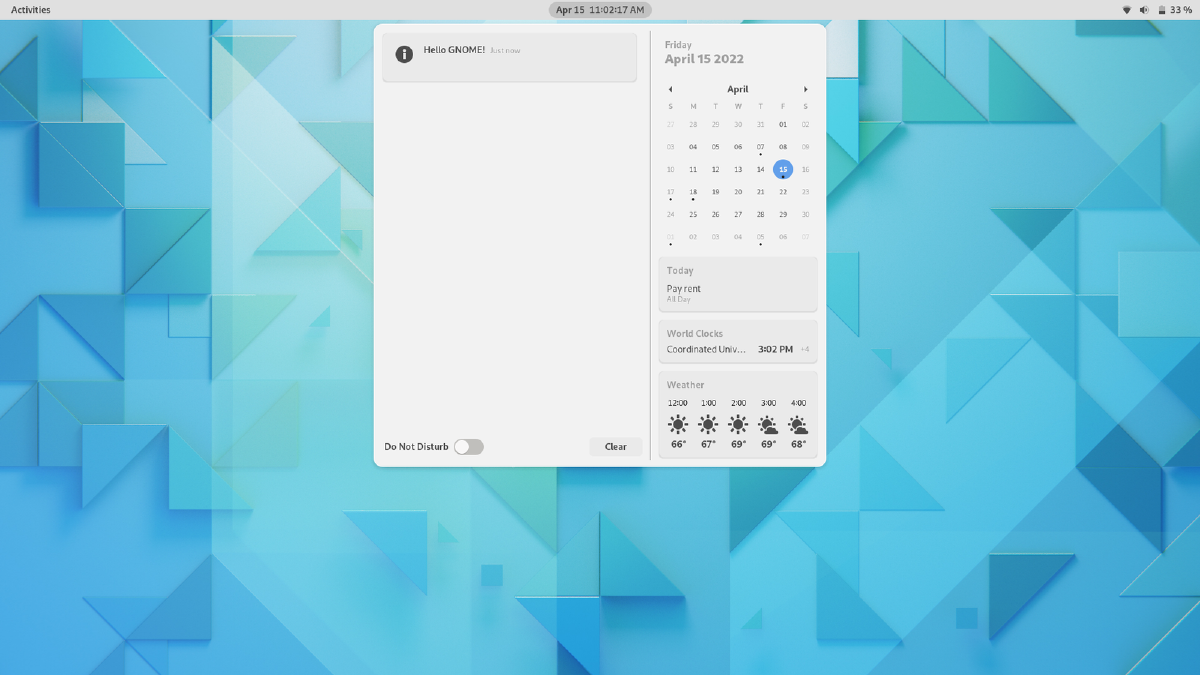 Activities
Apr 15 11:02:17 AM
33 %
Hello GNOME! Just now
Do Not Disturb
Clear
Friday
April 15 2022
April
S M T W T F S
27 28 29 30 31 01 02
03 04 05 06 07 08 09
10 11 12 13 14 15 16
17 18 19 20 21 22 23
24 25 26 27 28 29 30
01 02 03 04 05 06 07
Today
Pay rent
All Day
World Clocks
Coordinated Univ... 3:02 PM +4
Weather
12:00 1:00 2:00 3:00 4:00
66° 67° 69° 69° 68°